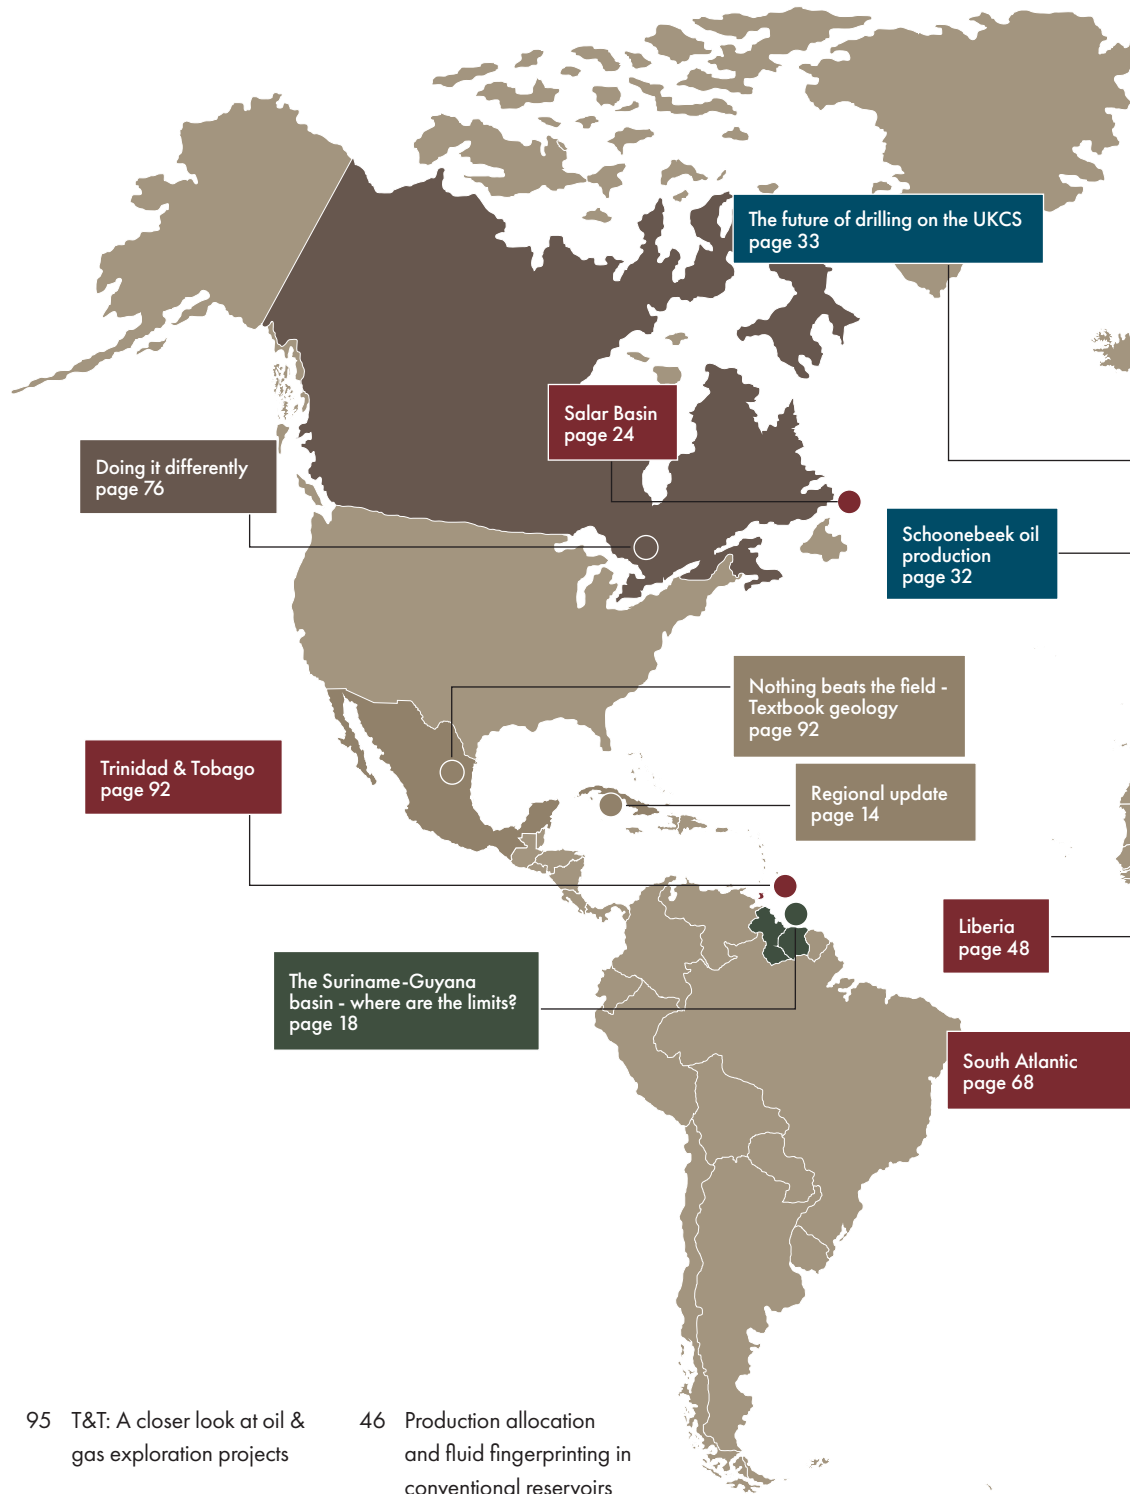 The future of drilling on the UKCS
page 33
Salar Basin
page 24
Doing it differently
page 76
Schoonebeek oil
production
page 32
Nothing beats the field -
Textbook geology
page 92
Trinidad & Tobago
page 92
Regional update
page 14
Liberia
page 48
The Suriname-Guyana
basin - where are the limits?
page 18
South Atlantic
page 68
95 T&T: A closer look at oil &
gas exploration projects
46 Production allocation
and fluid fingerprinting in
conventional reservoirs